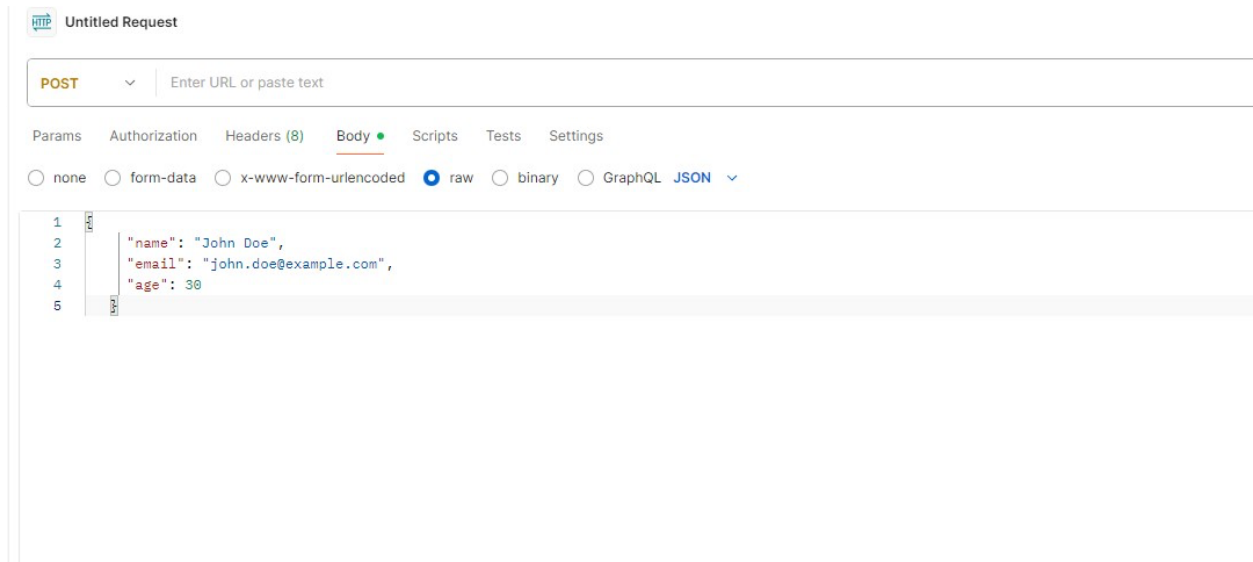 HTTP Untitled Request
POST Enter URL or paste text
Params Authorization Headers (8) Body Scripts Tests Settings
none form-data x-www-form-urlencoded raw binary GraphQL JSON
1 {
2 "name": "John Doe",
3 "email": "john.doe@example.com",
4 "age": 30
5 }